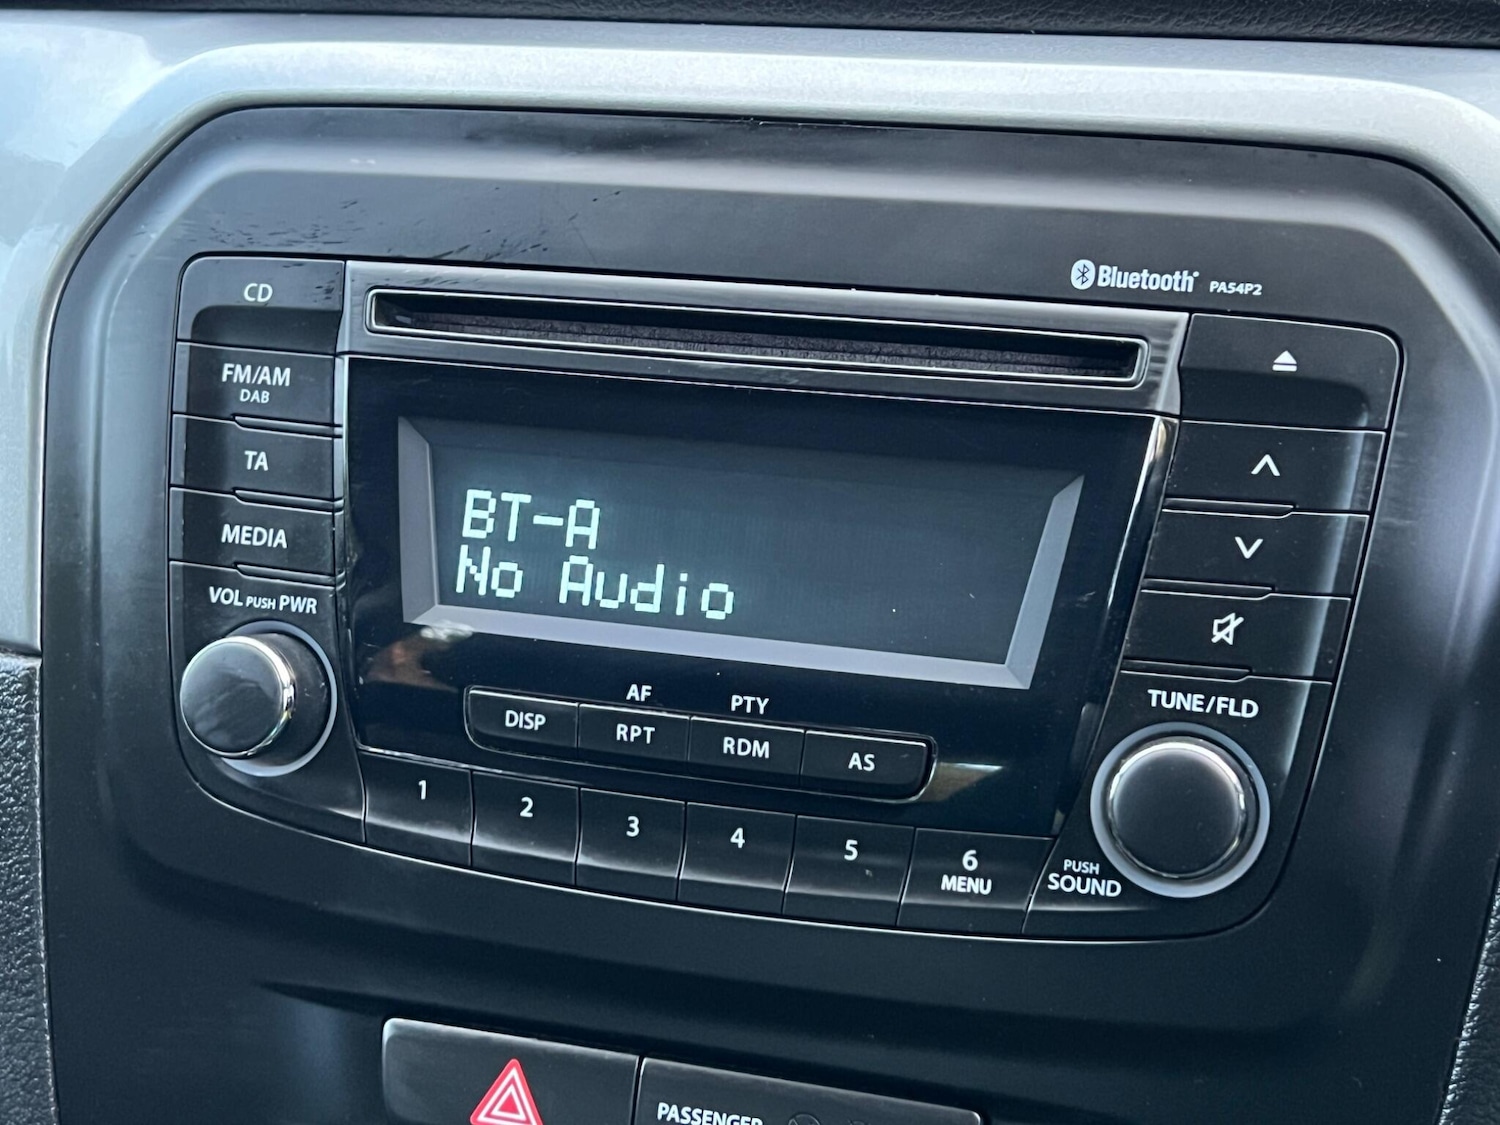 Bluetooth PA54P2
CD
FM/AM
DAB
TA
MEDIA
VOL PUSH PWR
BT-A
No Audio
AF PTY
DISP RPT RDM AS
1 2 3 4 5 6
MENU
TUNE/FLD
PUSH
SOUND
PASSENGER